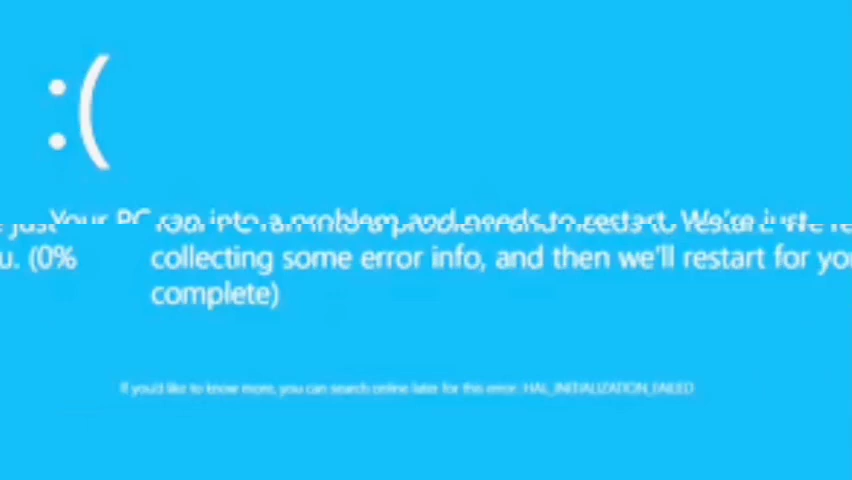 :(
Your PC ran into a problem and needs to restart. We're just
u. (0% collecting some error info, and then we'll restart for yo
complete)
If you'd like to know more, you can search online later for this error: HAL_INITIALIZATION_FAILED